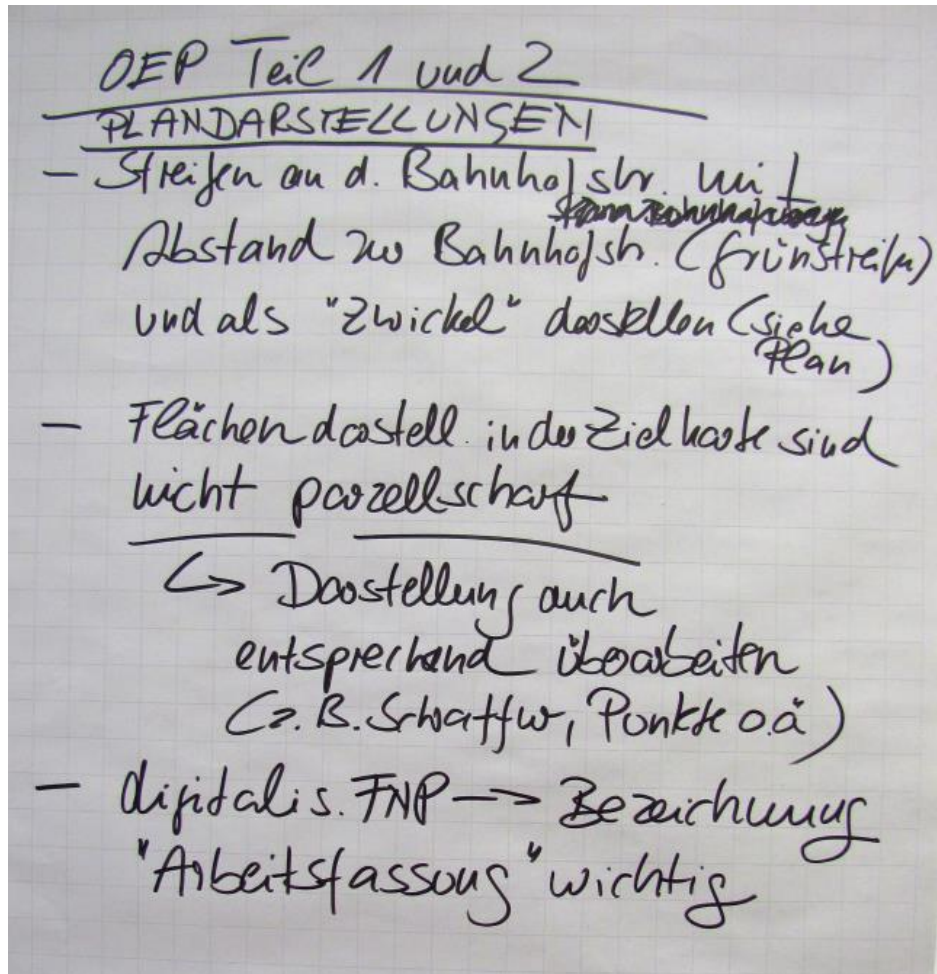 OEP Teil 1 und 2
PLANDARSTELLUNGEN
- Streifen an d. Bahnhofstr. mit
Abstand zur Bahnhofstr. (Grünstreifen)
und als "Zwickel" darstellen (siehe
Plan)
- Flächendarstell. in der Zielkarte sind
nicht parzellscharf
↳ Darstellung auch
entsprechend überarbeiten
(z.B. Schraffur, Punkte o.ä)
- digitalis. FNP -> Bezeichnung
"Arbeitsfassung" wichtig